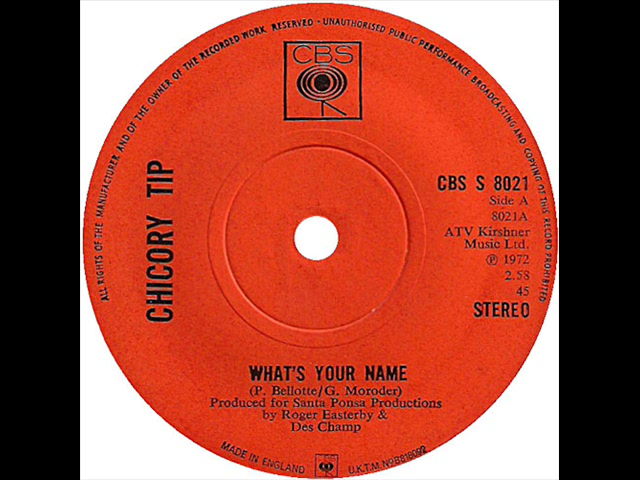 ALL RIGHTS OF THE MANUFACTURER AND OF THE OWNER OF THE RECORDED WORK RESERVED - UNAUTHORISED PUBLIC PERFORMANCE BROADCASTING AND COPYING OF THIS RECORD PROHIBITED
CBS
CHICORY TIP
CBS S 8021
Side A
8021A
ATV Kirshner
Music Ltd.
℗ 1972
2.58
45
STEREO
WHAT'S YOUR NAME
(P. Bellotte/G. Moroder)
Produced for Santa Ponsa Productions
by Roger Easterby &
Des Champ
MADE IN ENGLAND
CBS